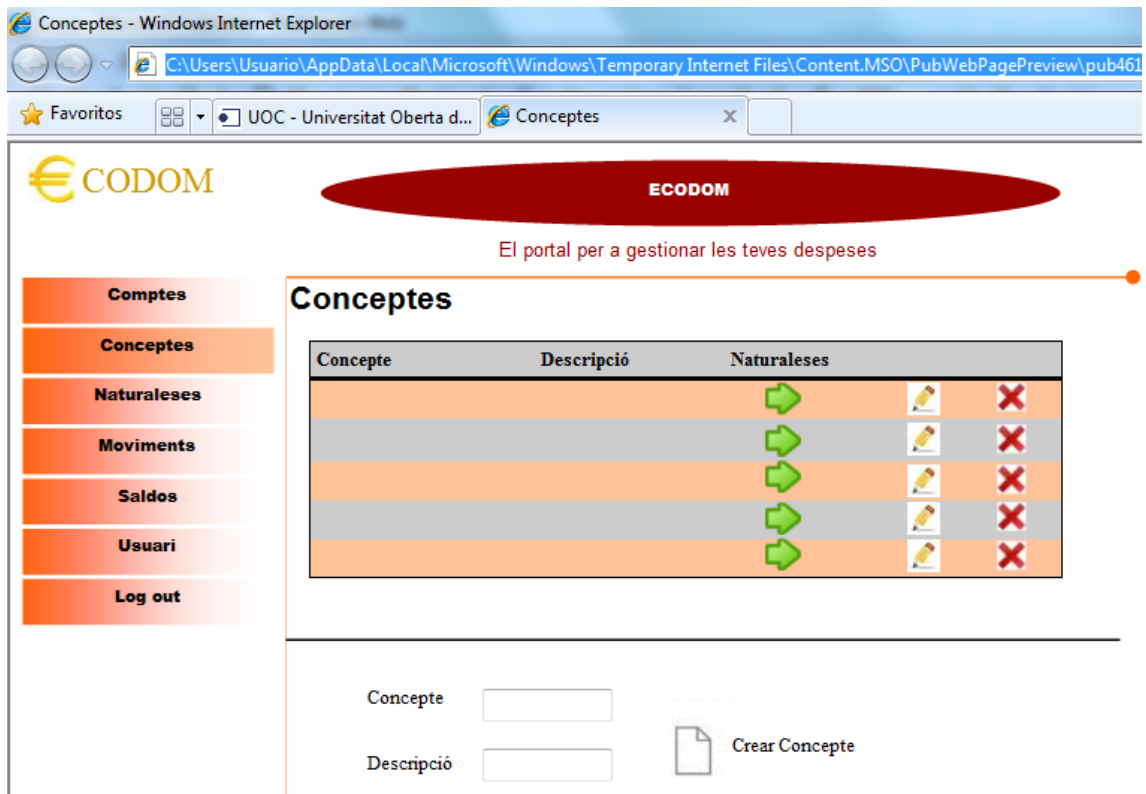 Conceptes - Windows Internet Explorer
C:\Users\Usuario\AppData\Local\Microsoft\Windows\Temporary Internet Files\Content.MSO\PubWebPagePreview\pub461
Favoritos
UOC - Universitat Oberta d...
Conceptes
€CODOM
ECODOM
El portal per a gestionar les teves despeses
Comptes
Conceptes
Naturaleses
Moviments
Saldos
Usuari
Log out
Conceptes
Concepte Descripció Naturaleses
Concepte
Descripció
Crear Concepte